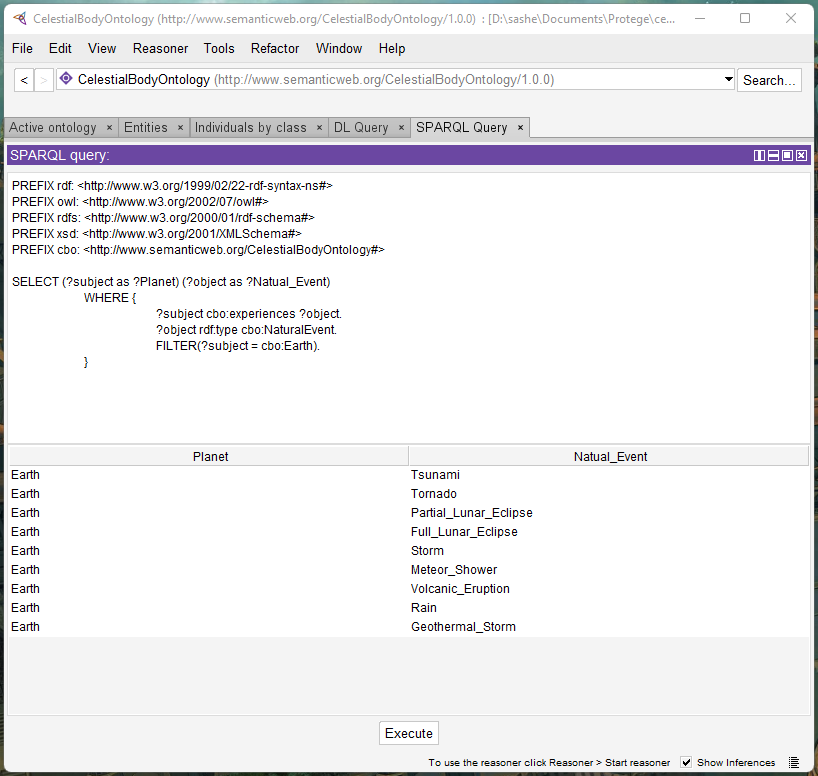 CelestialBodyOntology (http://www.semanticweb.org/CelestialBodyOntology/1.0.0) : [D:\sashe\Documents\Protege\ce...
File Edit View Reasoner Tools Refactor Window Help
< > CelestialBodyOntology (http://www.semanticweb.org/CelestialBodyOntology/1.0.0) Search...
Active ontology × Entities × Individuals by class × DL Query × SPARQL Query ×
SPARQL query:
PREFIX rdf: <http://www.w3.org/1999/02/22-rdf-syntax-ns#>
PREFIX owl: <http://www.w3.org/2002/07/owl#>
PREFIX rdfs: <http://www.w3.org/2000/01/rdf-schema#>
PREFIX xsd: <http://www.w3.org/2001/XMLSchema#>
PREFIX cbo: <http://www.semanticweb.org/CelestialBodyOntology#>
SELECT (?subject as ?Planet) (?object as ?Natual_Event)
WHERE {
?subject cbo:experiences ?object.
?object rdf:type cbo:NaturalEvent.
FILTER(?subject = cbo:Earth).
}
Planet Natual_Event
Earth Tsunami
Earth Tornado
Earth Partial_Lunar_Eclipse
Earth Full_Lunar_Eclipse
Earth Storm
Earth Meteor_Shower
Earth Volcanic_Eruption
Earth Rain
Earth Geothermal_Storm
Execute
To use the reasoner click Reasoner > Start reasoner Show Inferences